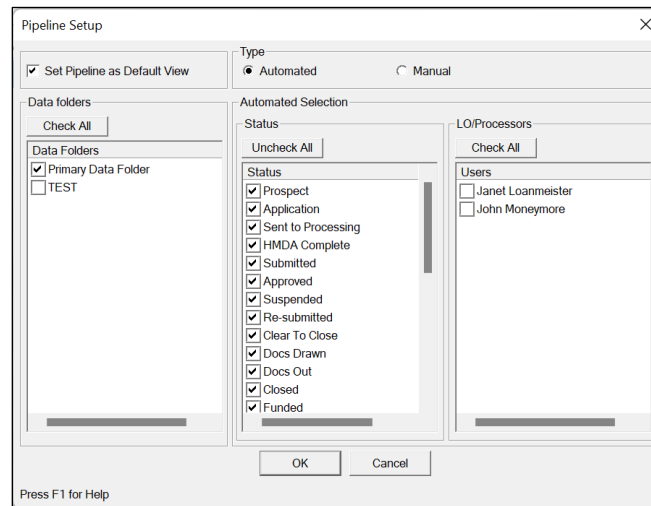 Pipeline Setup
Set Pipeline as Default View
Type
Automated
Manual
Data folders
Check All
Data Folders
Primary Data Folder
TEST
Automated Selection
Status
Uncheck All
Status
Prospect
Application
Sent to Processing
HMDA Complete
Submitted
Approved
Suspended
Re-submitted
Clear To Close
Docs Drawn
Docs Out
Closed
Funded
LO/Processors
Check All
Users
Janet Loanmeister
John Moneymore
OK
Cancel
Press F1 for Help